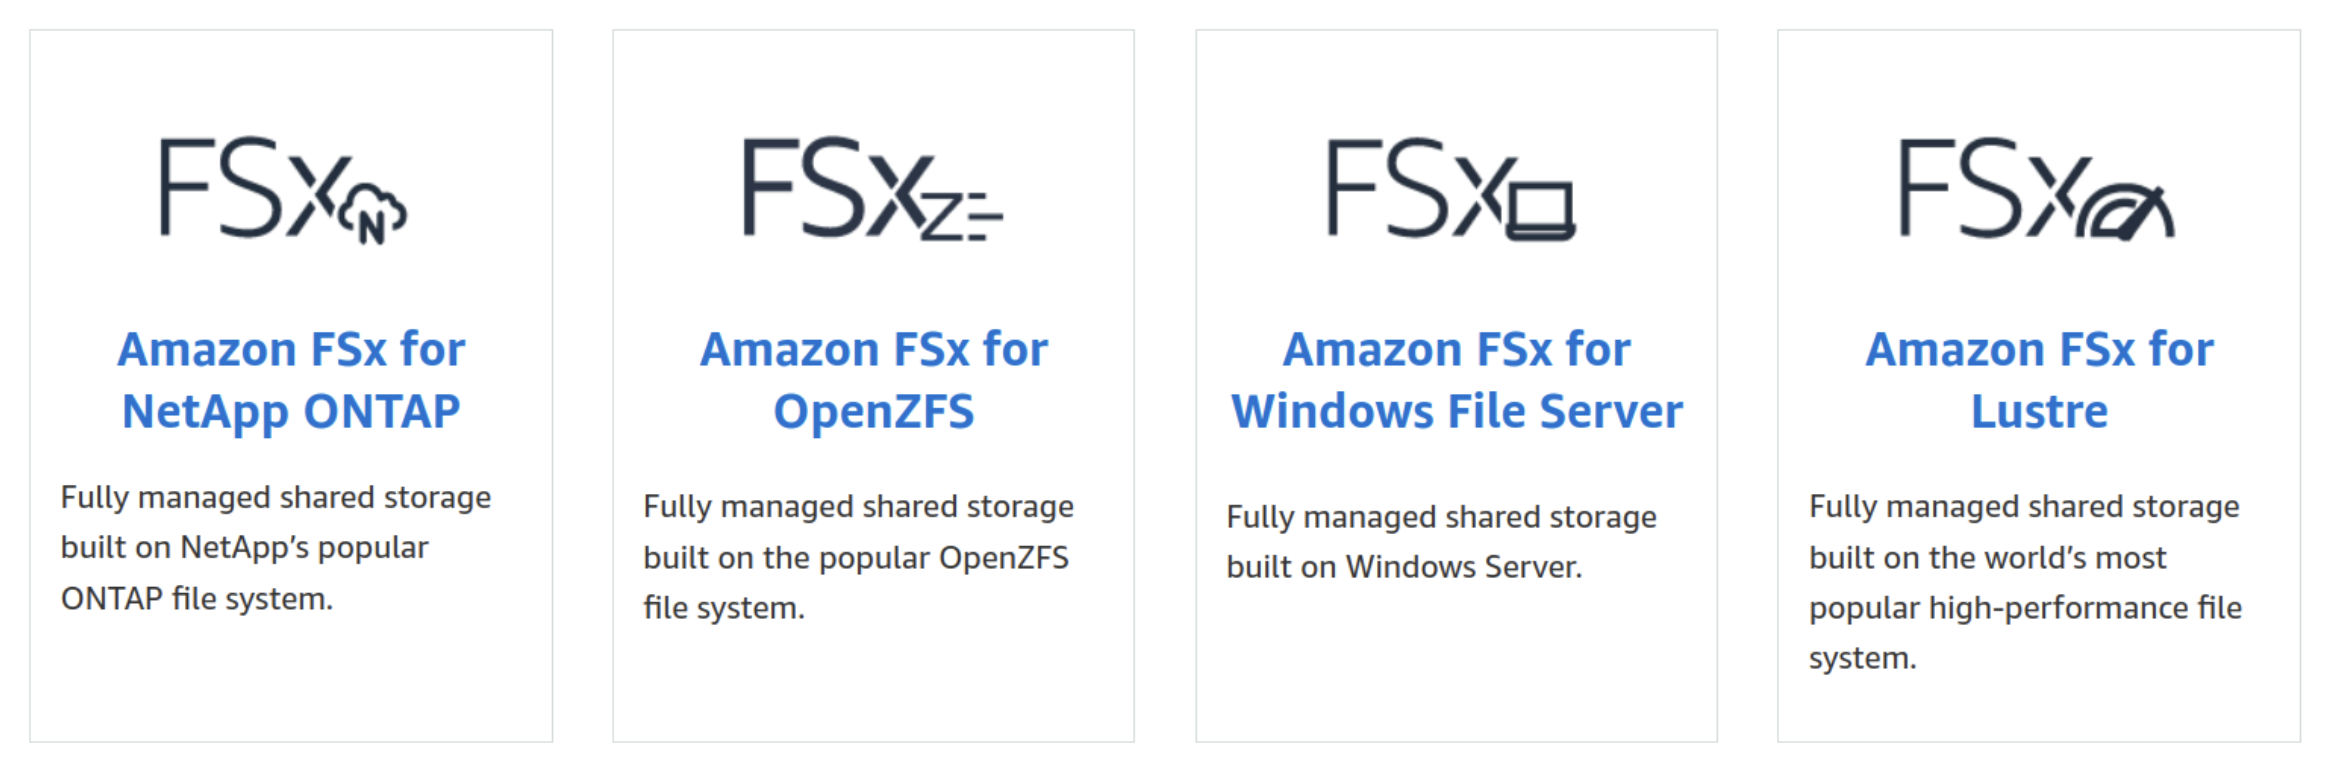 FSx N
Amazon FSx for
NetApp ONTAP
Fully managed shared storage
built on NetApp’s popular
ONTAP file system.
FSx Z
Amazon FSx for
OpenZFS
Fully managed shared storage
built on the popular OpenZFS
file system.
FSx
Amazon FSx for
Windows File Server
Fully managed shared storage
built on Windows Server.
FSx
Amazon FSx for
Lustre
Fully managed shared storage
built on the world’s most
popular high-performance file
system.